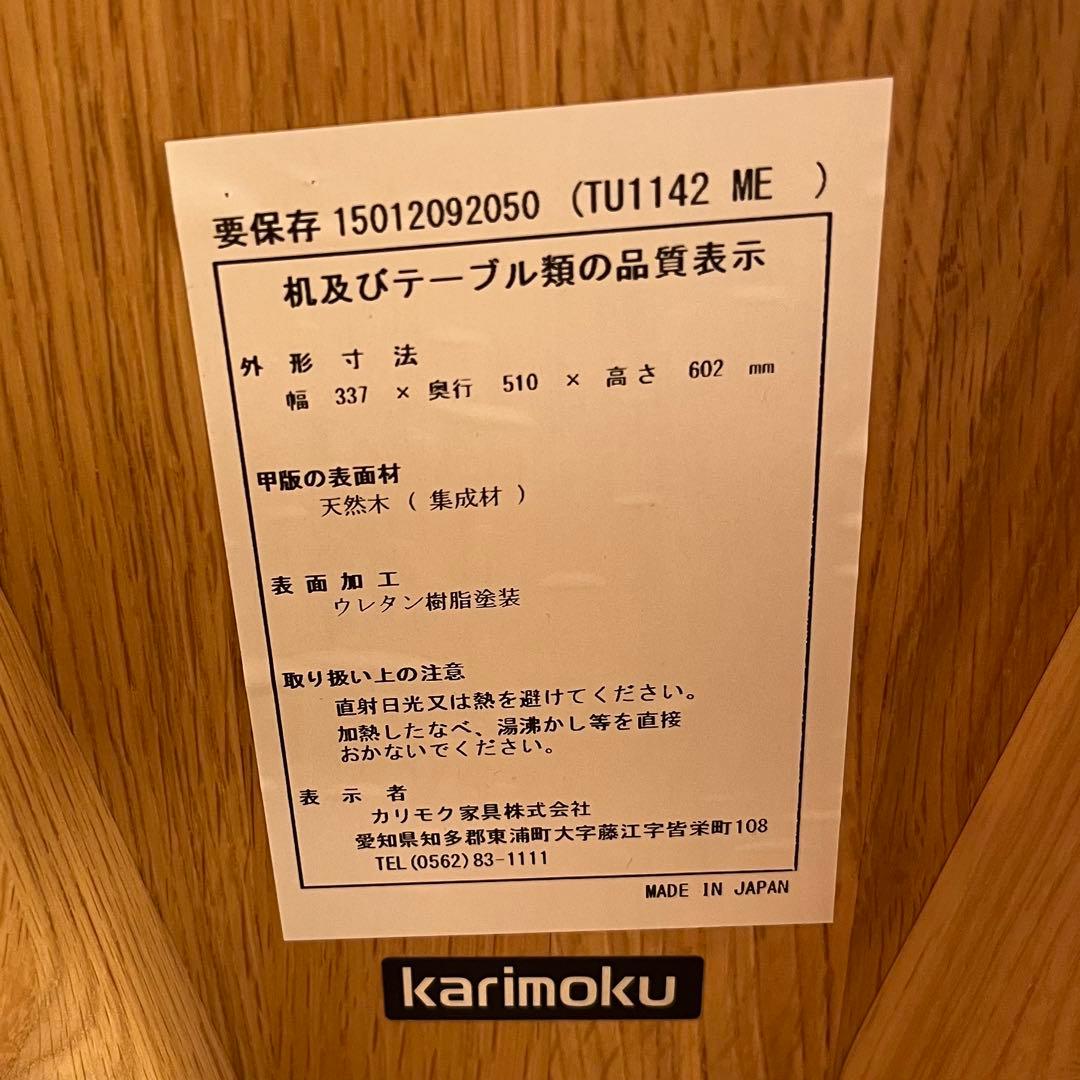 要保存 15012092050 (TU1142 ME )
机及びテーブル類の品質表示
外形寸法
幅 337 × 奥行 510 × 高さ 602 mm
甲版の表面材
天然木 ( 集成材 )
表面加工
ウレタン樹脂塗装
取り扱い上の注意
直射日光又は熱を避けてください。
加熱したなべ、湯沸かし等を直接
おかないでください。
表示者
カリモク家具株式会社
愛知県知多郡東浦町大字藤江字皆栄町108
TEL(0562)83-1111
MADE IN JAPAN
karimoku